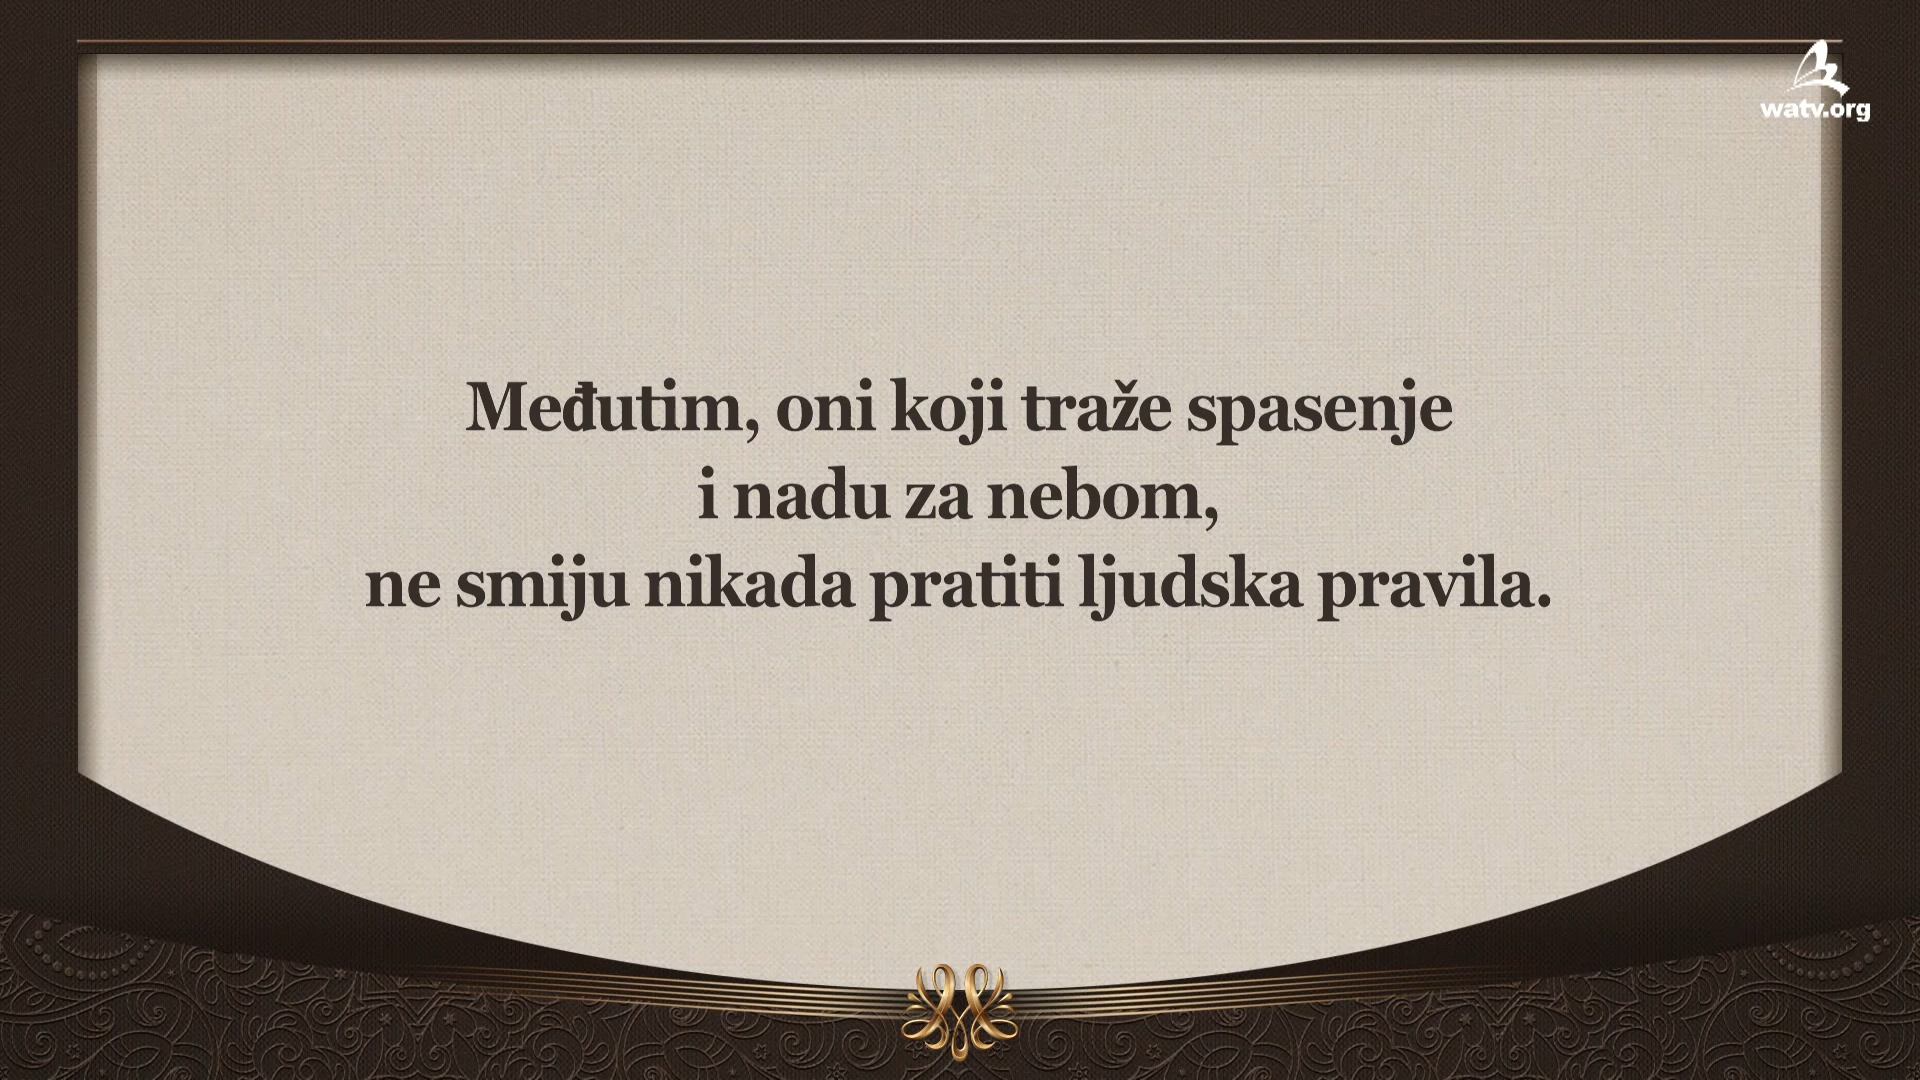 watv.org
Međutim, oni koji traže spasenje
i nadu za nebom,
ne smiju nikada pratiti ljudska pravila.